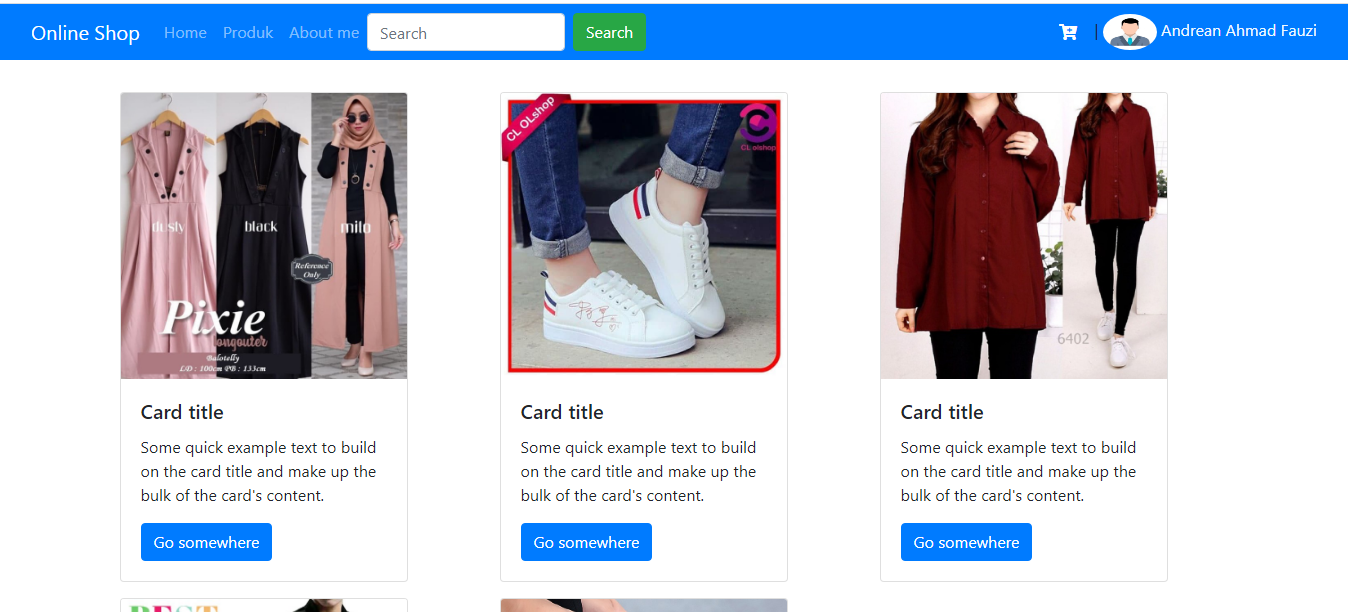 Online Shop Home Produk About me Search Search | Andrean Ahmad Fauzi
dusty black mito
Reference
Only
Pixie
longouter
Balotelly
LD : 100cm PB : 133cm
CL OLshop
CL olshop
6402
Card title
Some quick example text to build
on the card title and make up the
bulk of the card's content.
Go somewhere
Card title
Some quick example text to build
on the card title and make up the
bulk of the card's content.
Go somewhere
Card title
Some quick example text to build
on the card title and make up the
bulk of the card's content.
Go somewhere
BEST